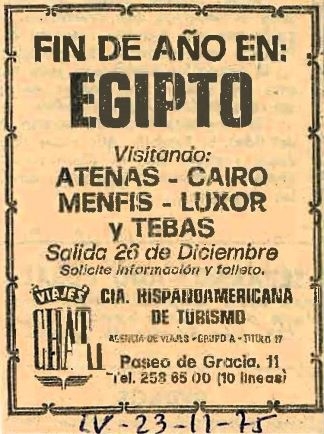 FIN DE AÑO EN:
EGIPTO
Visitando:
ATENAS - CAIRO
MENFIS - LUXOR
y TEBAS
Salida 26 de Diciembre
Solicite información y folleto.
VIAJES
CIA. HISPANOAMERICANA
DE TURISMO
AGENCIA DE VIAJES - GRUPO A - TITULO 17
Paseo de Gracia, 11
Tel. 258 65 00 (10 lineas)
LV-23-11-75